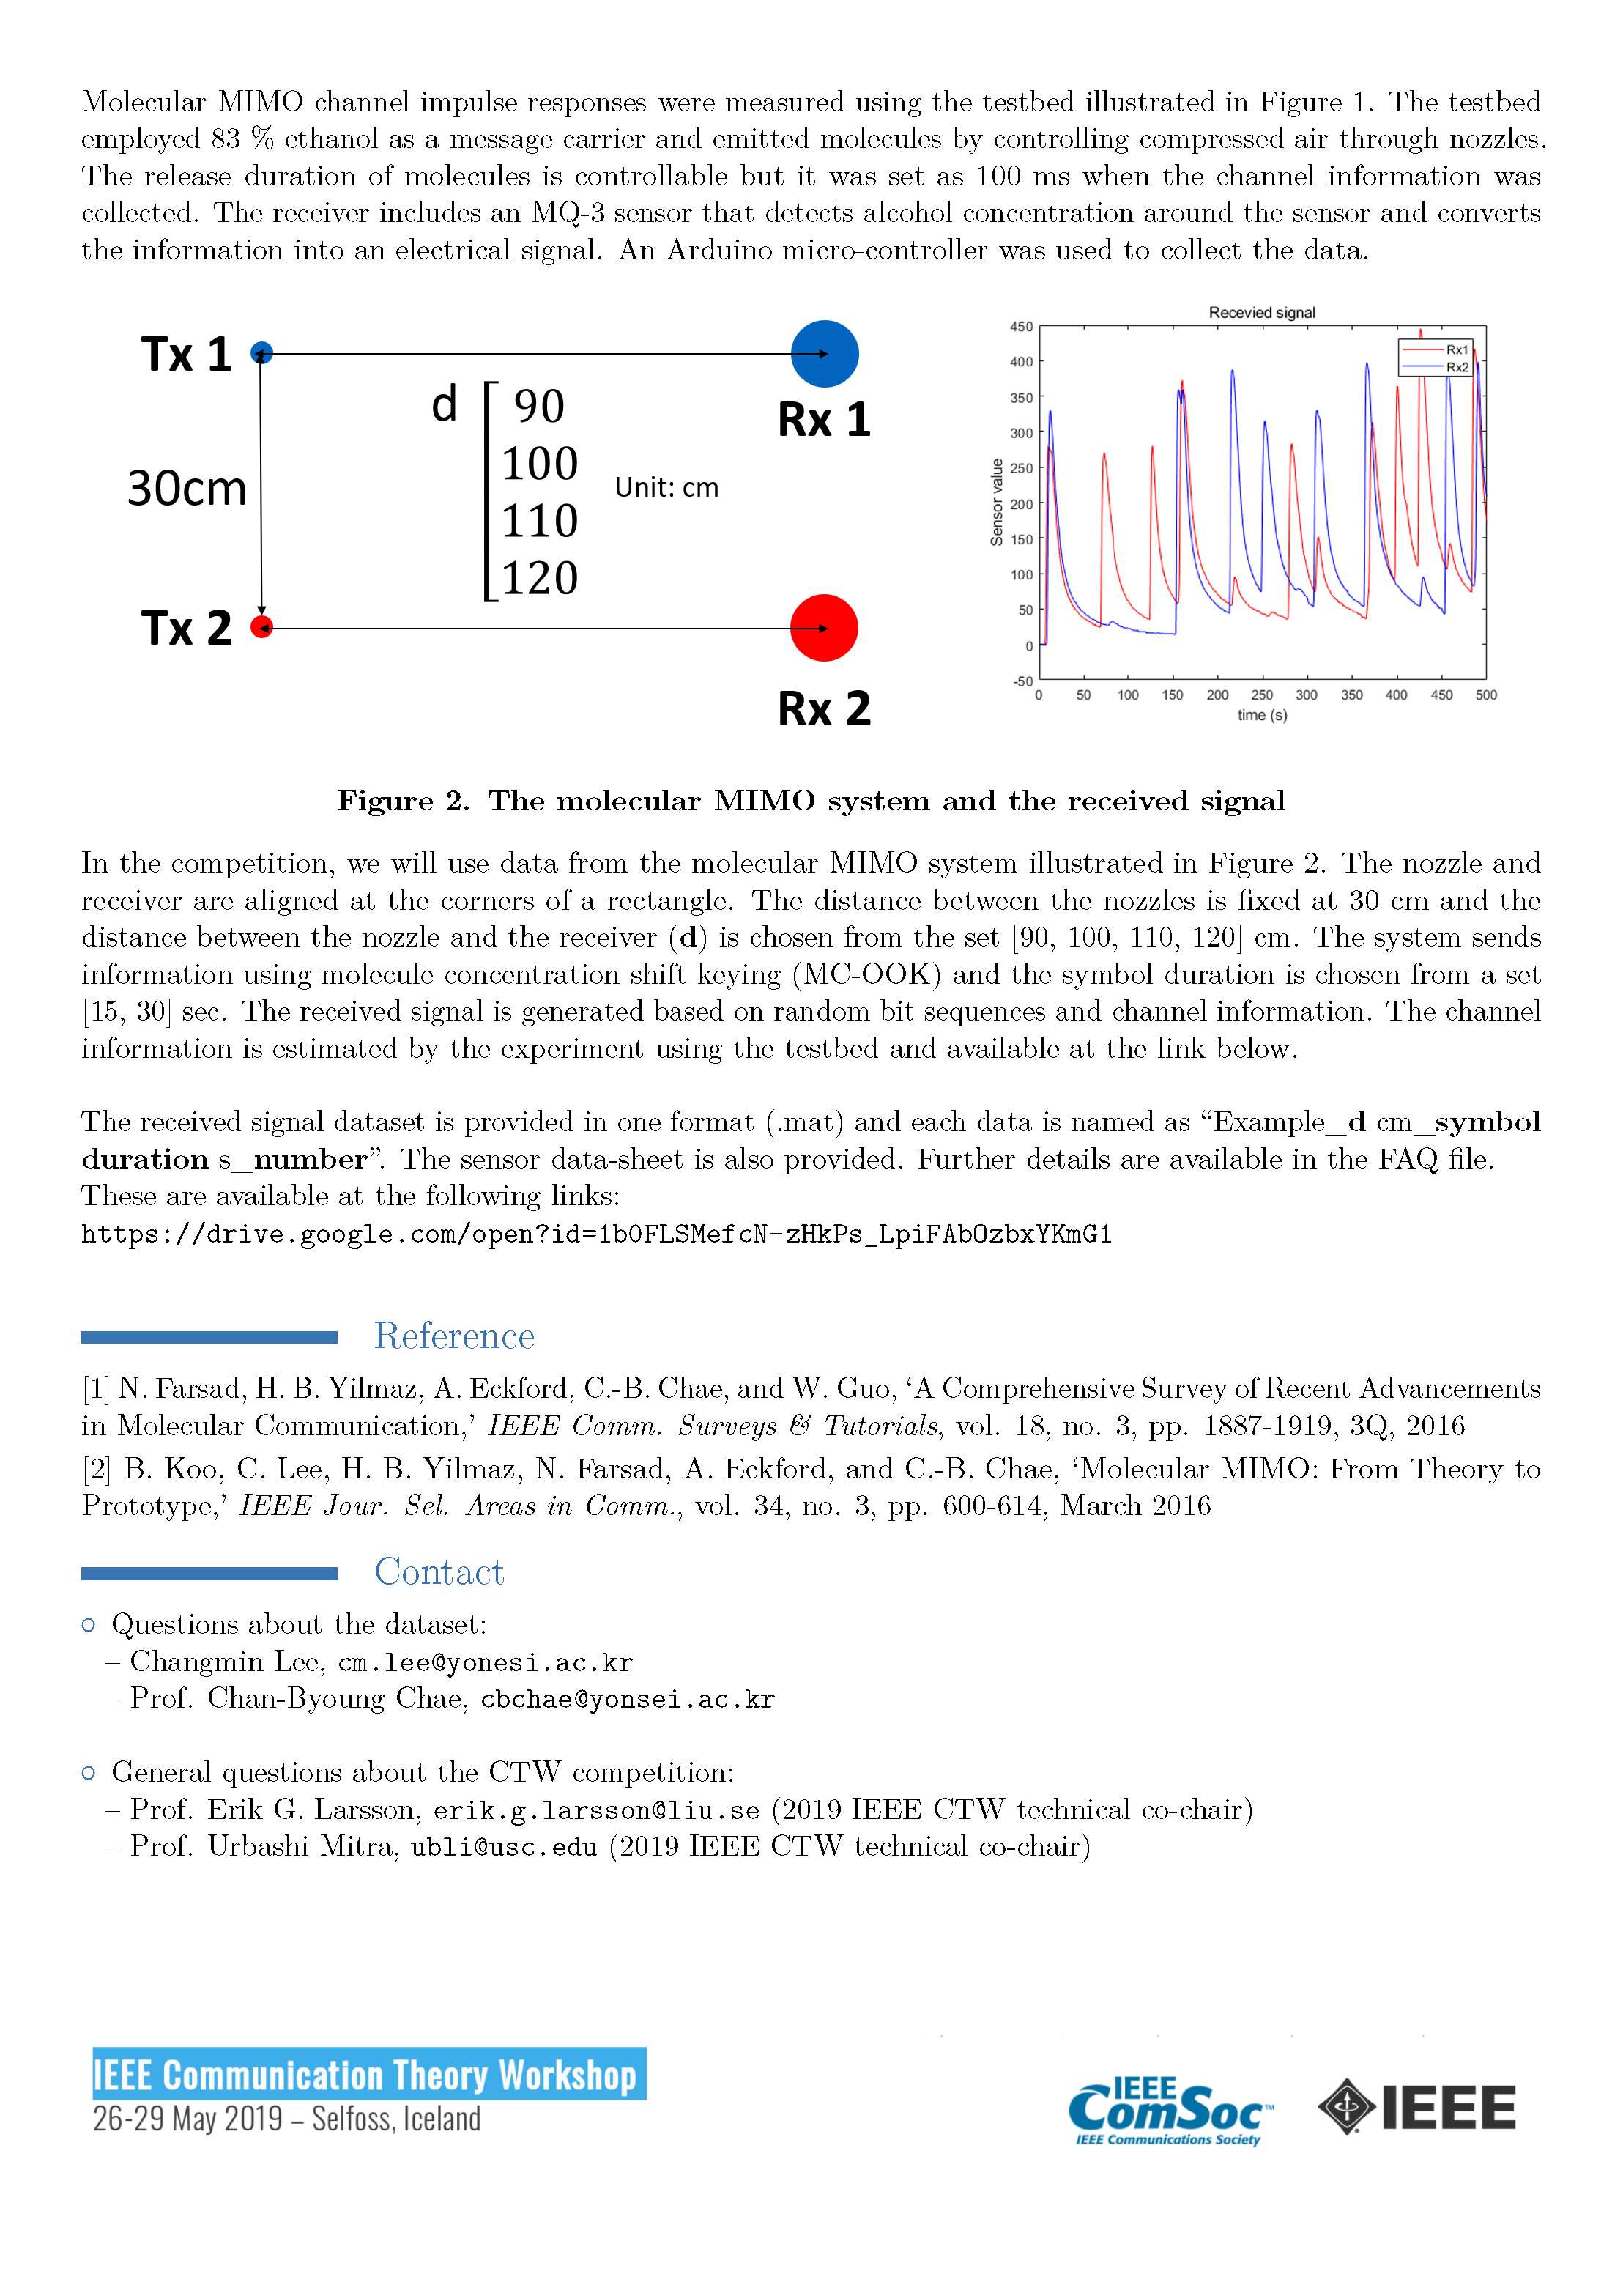 Molecular MIMO channel impulse responses were measured using the testbed illustrated in Figure 1. The testbed
employed 83 % ethanol as a message carrier and emitted molecules by controlling compressed air through nozzles.
The release duration of molecules is controllable but it was set as 100 ms when the channel information was
collected. The receiver includes an MQ-3 sensor that detects alcohol concentration around the sensor and converts
the information into an electrical signal. An Arduino micro-controller was used to collect the data.
Tx 1
Rx 1
d
90
100
110
120
Unit: cm
30cm
Tx 2
Rx 2
Recevied signal
Rx1
Rx2
450
400
350
300
250
200
150
100
50
0
-50
Sensor value
0 50 100 150 200 250 300 350 400 450 500
time (s)
Figure 2. The molecular MIMO system and the received signal
In the competition, we will use data from the molecular MIMO system illustrated in Figure 2. The nozzle and
receiver are aligned at the corners of a rectangle. The distance between the nozzles is fixed at 30 cm and the
distance between the nozzle and the receiver (d) is chosen from the set [90, 100, 110, 120] cm. The system sends
information using molecule concentration shift keying (MC-OOK) and the symbol duration is chosen from a set
[15, 30] sec. The received signal is generated based on random bit sequences and channel information. The channel
information is estimated by the experiment using the testbed and available at the link below.
The received signal dataset is provided in one format (.mat) and each data is named as “Example_d cm_symbol
duration s_number”. The sensor data-sheet is also provided. Further details are available in the FAQ file.
These are available at the following links:
https://drive.google.com/open?id=1b0FLSMefcN-zHkPs_LpiFAbOzbxYKmG1
Reference
[1] N. Farsad, H. B. Yilmaz, A. Eckford, C.-B. Chae, and W. Guo, ‘A Comprehensive Survey of Recent Advancements
in Molecular Communication,’ IEEE Comm. Surveys & Tutorials, vol. 18, no. 3, pp. 1887-1919, 3Q, 2016
[2] B. Koo, C. Lee, H. B. Yilmaz, N. Farsad, A. Eckford, and C.-B. Chae, ‘Molecular MIMO: From Theory to
Prototype,’ IEEE Jour. Sel. Areas in Comm., vol. 34, no. 3, pp. 600-614, March 2016
Contact
Questions about the dataset:
– Changmin Lee, cm.lee@yonesi.ac.kr
– Prof. Chan-Byoung Chae, cbchae@yonsei.ac.kr
General questions about the CTW competition:
– Prof. Erik G. Larsson, erik.g.larsson@liu.se (2019 IEEE CTW technical co-chair)
– Prof. Urbashi Mitra, ubli@usc.edu (2019 IEEE CTW technical co-chair)
IEEE Communication Theory Workshop
26-29 May 2019 – Selfoss, Iceland
IEEE
ComSoc™
IEEE Communications Society
IEEE